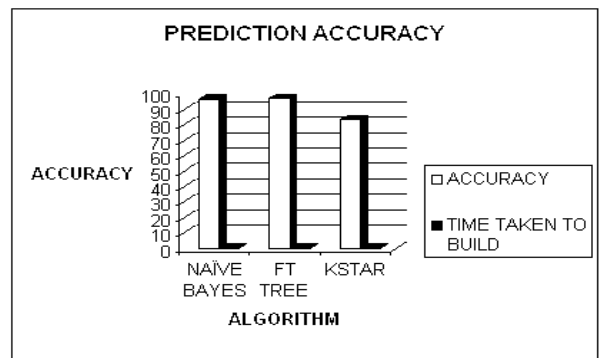 PREDICTION ACCURACY
ACCURACY
100
90
80
70
60
50
40
30
20
10
0
NAÏVE
BAYES
FT
TREE
KSTAR
ALGORITHM
ACCURACY
TIME TAKEN TO
BUILD